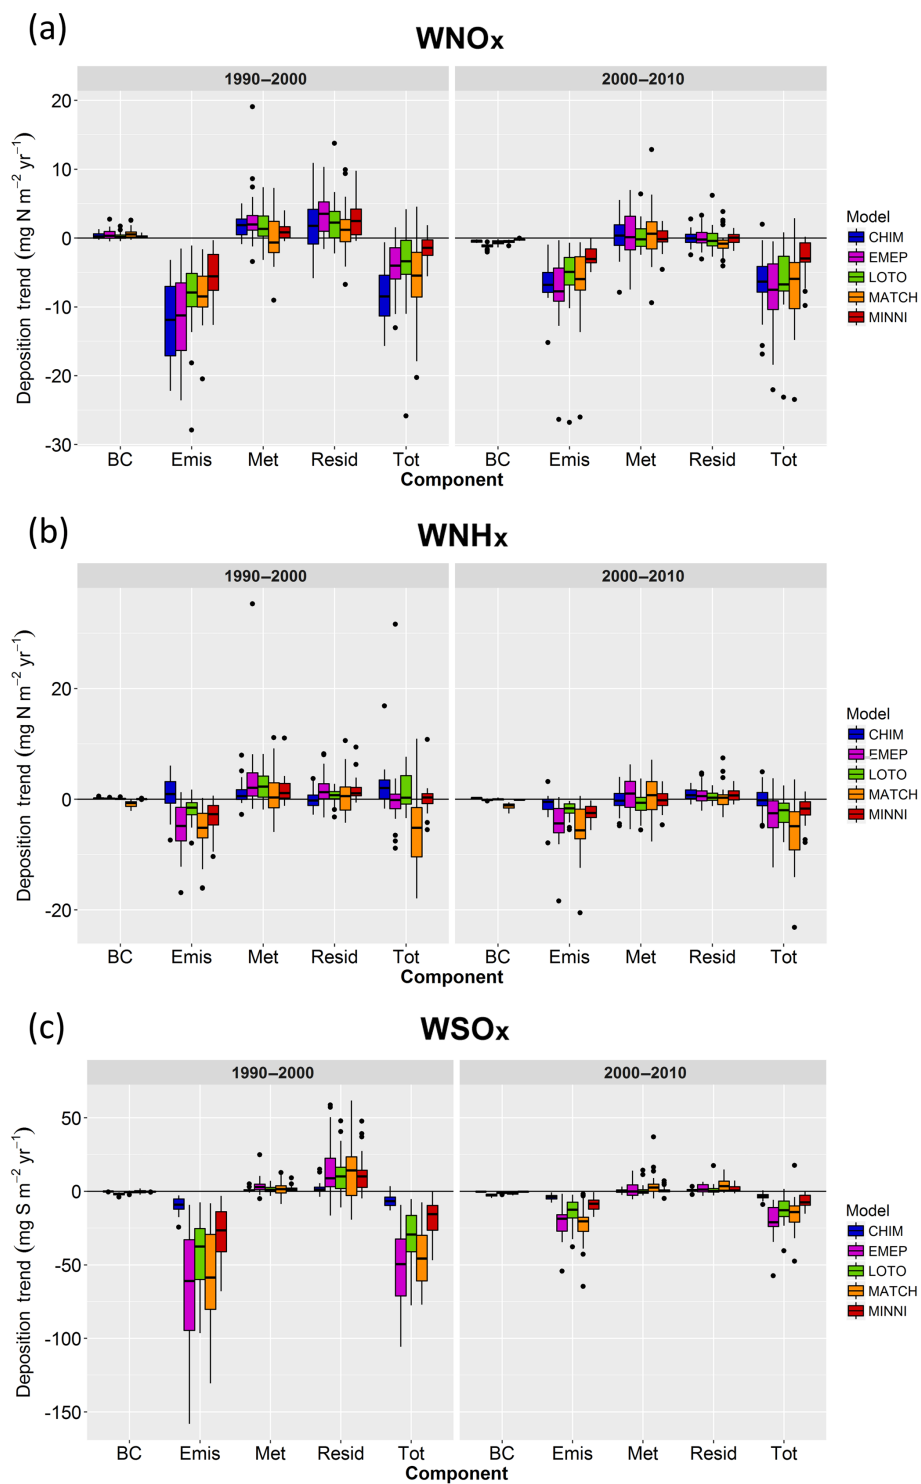 (a)
WNOx
1990–2000
2000–2010
Deposition trend (mg N m−2 yr−1)
20
10
0
-10
-20
-30
BC Emis Met Resid Tot
BC Emis Met Resid Tot
Component
Model
CHIM
EMEP
LOTO
MATCH
MINNI
(b)
WNHx
1990–2000
2000–2010
Deposition trend (mg N m−2 yr−1)
20
0
-20
BC Emis Met Resid Tot
BC Emis Met Resid Tot
Component
Model
CHIM
EMEP
LOTO
MATCH
MINNI
(c)
WSOx
1990–2000
2000–2010
Deposition trend (mg S m−2 yr−1)
50
0
-50
-100
-150
BC Emis Met Resid Tot
BC Emis Met Resid Tot
Component
Model
CHIM
EMEP
LOTO
MATCH
MINNI